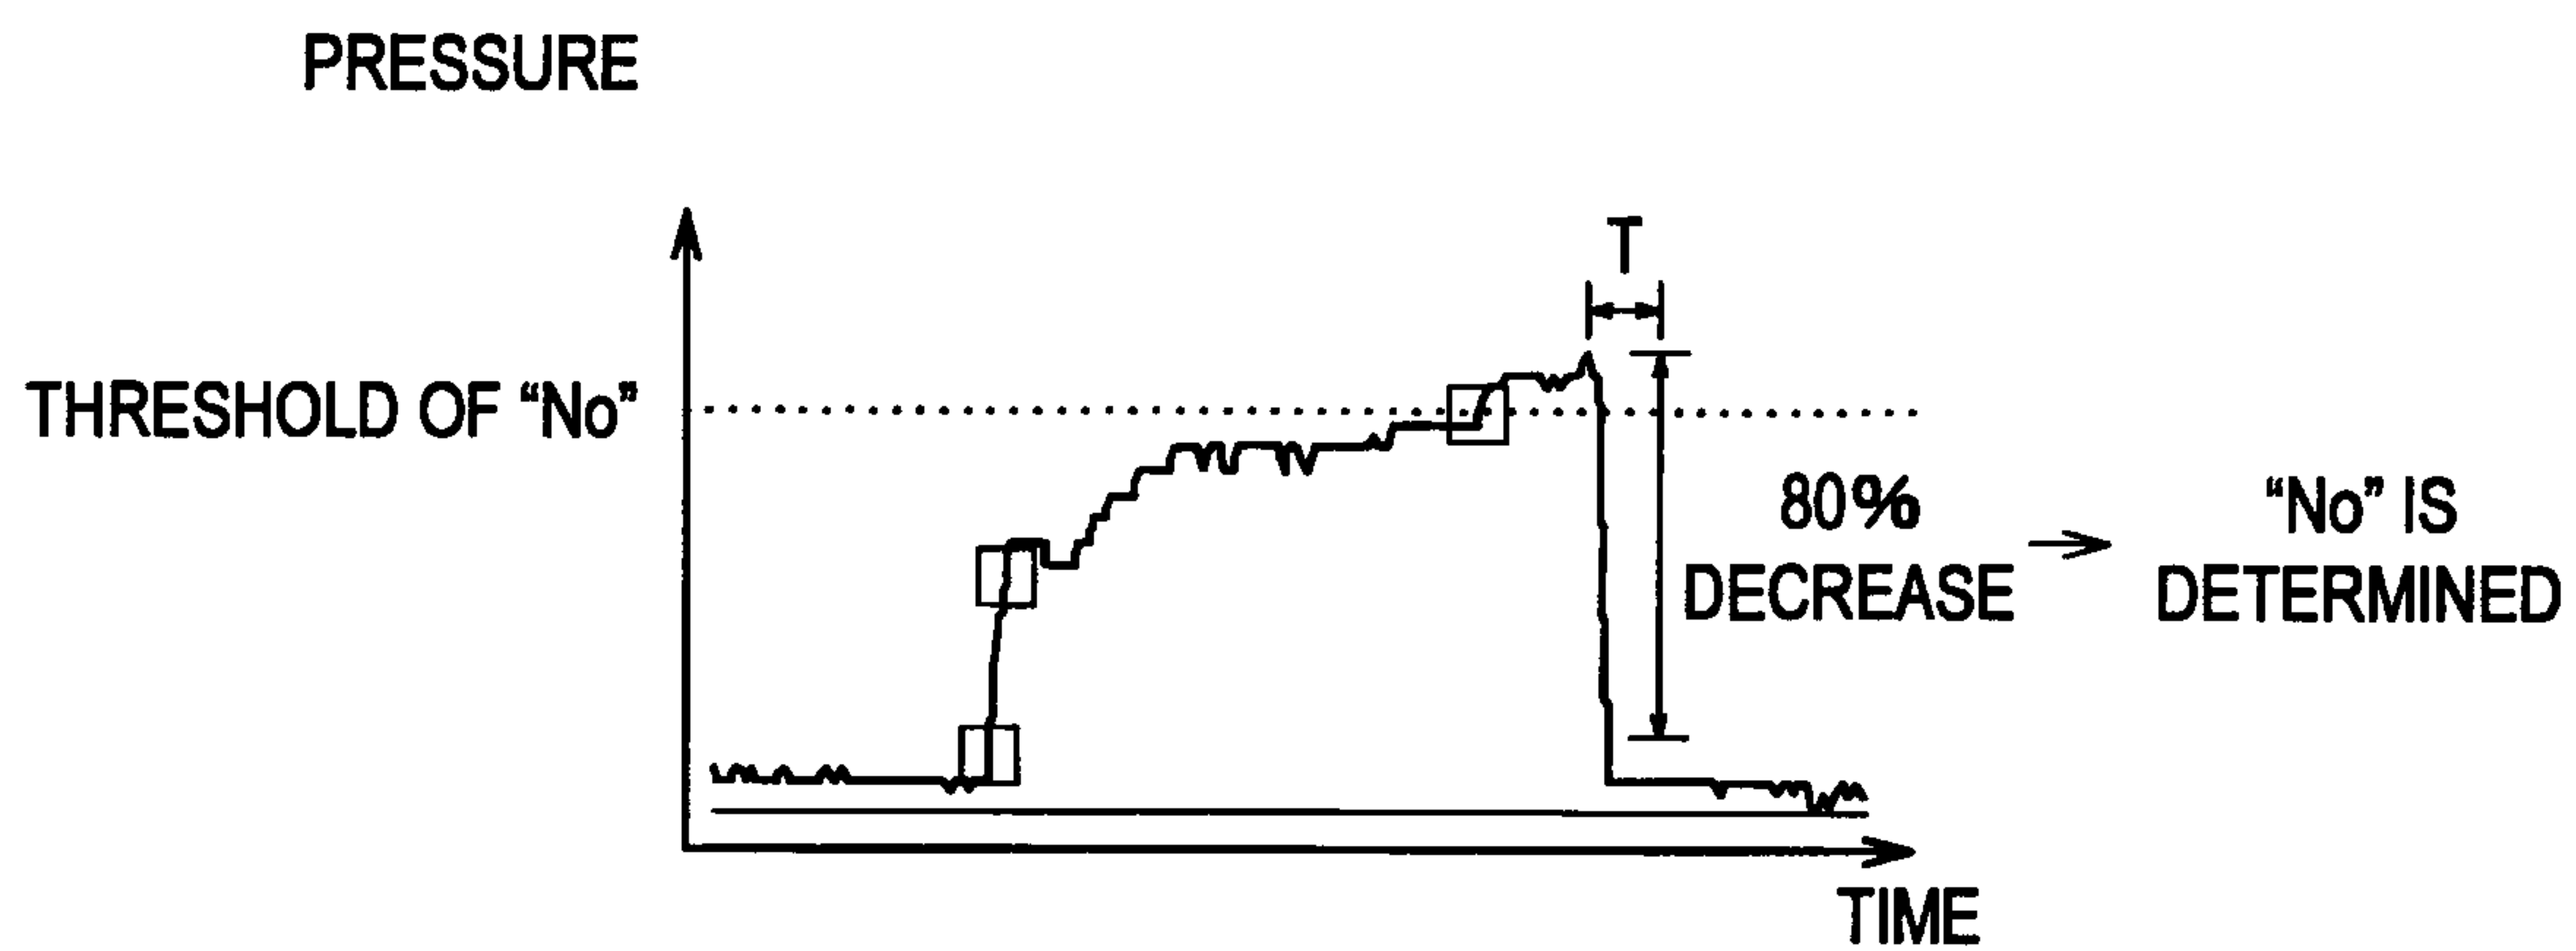 PRESSURE
T
THRESHOLD OF “No”
80%
DECREASE
“No” IS
DETERMINED
TIME